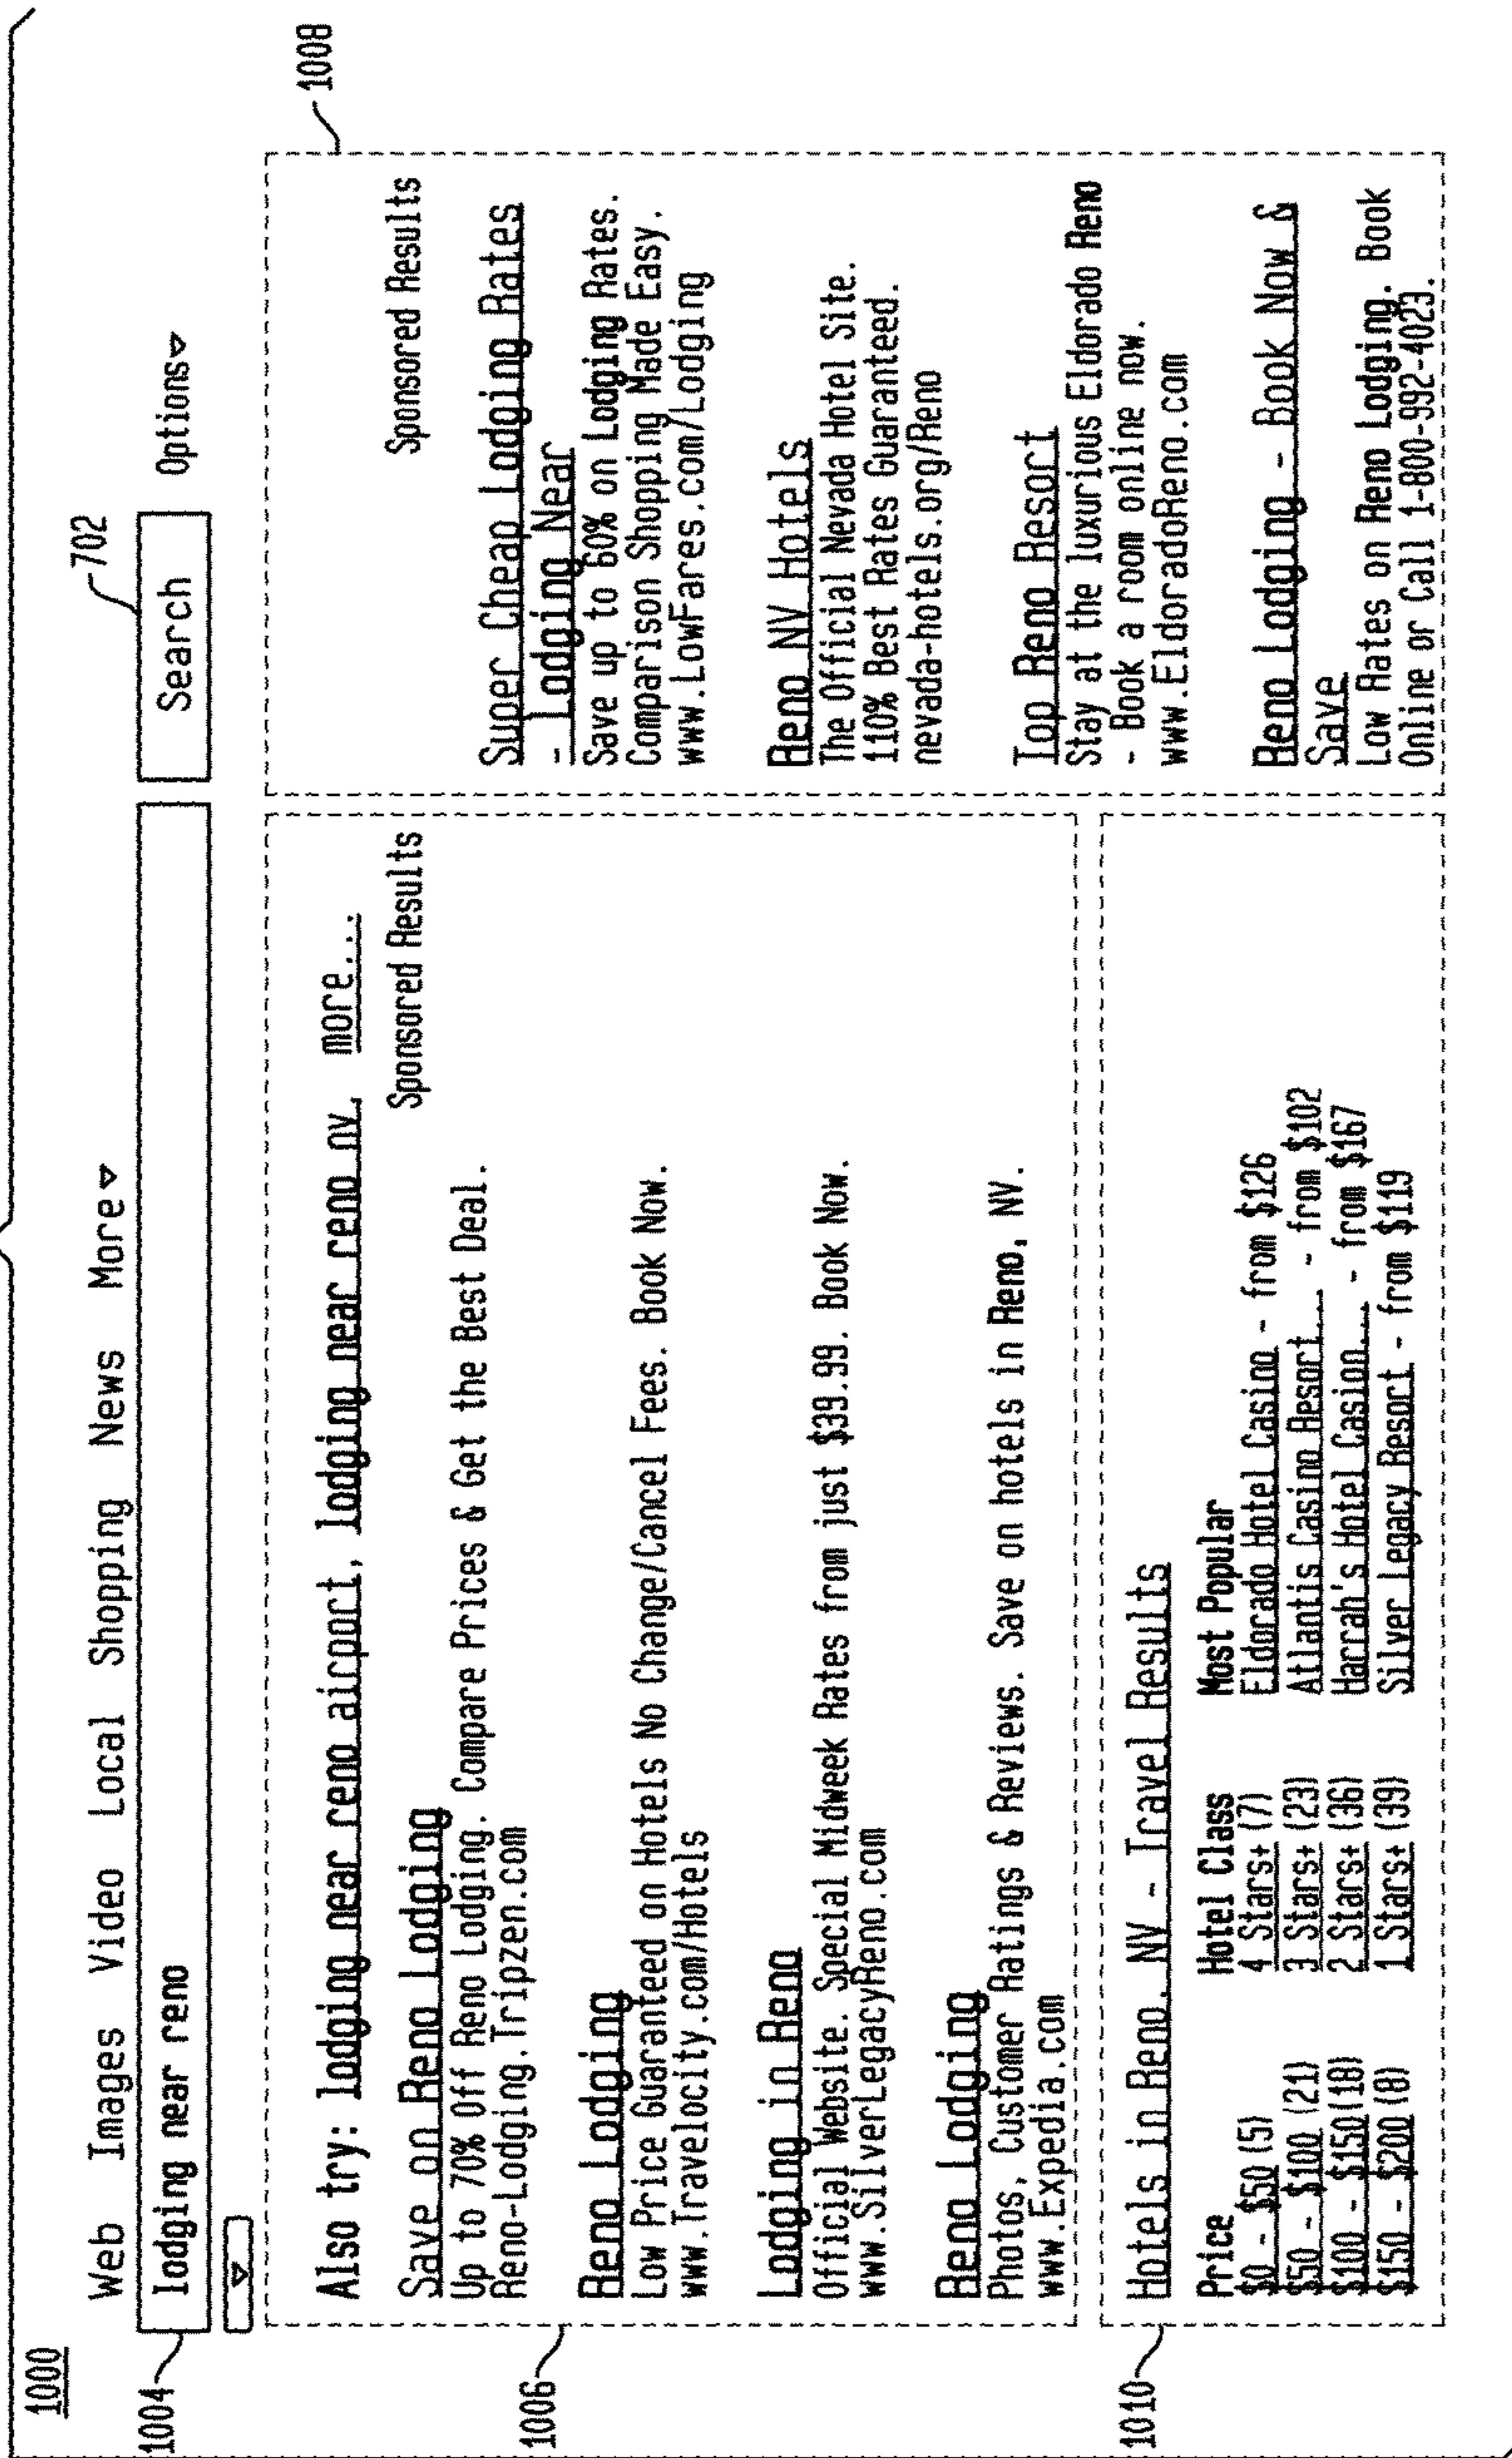 1000
Web Images Video Local Shopping News More▿
702
1004
lodging near reno
Search
Options▿
▿
1006
Also try: lodging near reno airport, lodging near reno nv, more...
Sponsored Results
Save on Reno Lodging
Up to 70% Off Reno Lodging. Compare Prices & Get the Best Deal.
Reno-Lodging.Tripzen.com
Reno Lodging
Low Price Guaranteed on Hotels No Change/Cancel Fees. Book Now.
www.Travelocity.com/Hotels
Lodging in Reno
Official Website. Special Midweek Rates from just $39.99. Book Now.
www.SilverLegacyReno.com
Reno Lodging
Photos, Customer Ratings & Reviews. Save on hotels in Reno, NV.
www.Expedia.com
1008
Sponsored Results
Super Cheap Lodging Rates
- Lodging Near
Save up to 60% on Lodging Rates.
Comparison Shopping Made Easy.
www.LowFares.com/Lodging
Reno NV Hotels
The Official Nevada Hotel Site.
110% Best Rates Guaranteed.
nevada-hotels.org/Reno
Top Reno Resort
Stay at the luxurious Eldorado Reno
- Book a room online now.
www.EldoradoReno.com
Reno Lodging - Book Now &
Save
Low Rates on Reno Lodging. Book
Online or Call 1-800-992-4023.
1010
Hotels in Reno, NV - Travel Results
Price Hotel Class Most Popular
$0 - $50 (5) 4 Stars+ (7) Eldorado Hotel Casino - from $126
$50 - $100 (21) 3 Stars+ (23) Atlantis Casino Resort... - from $102
$100 - $150 (18) 2 Stars+ (36) Harrah's Hotel Casino... - from $167
$150 - $200 (8) 1 Stars+ (39) Silver Legacy Resort - from $119